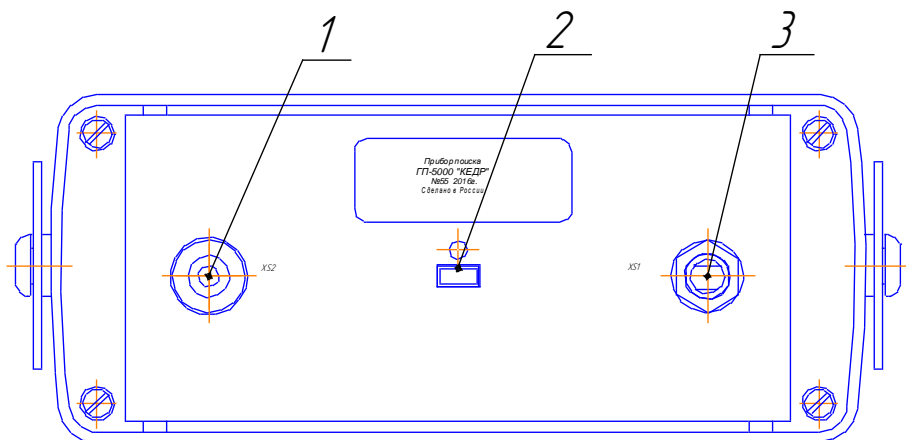 1 2 3
Прибор поиска
ГП-5000 "КЕДР"
№55 2016г.
Сделано в России
XS2
XS1